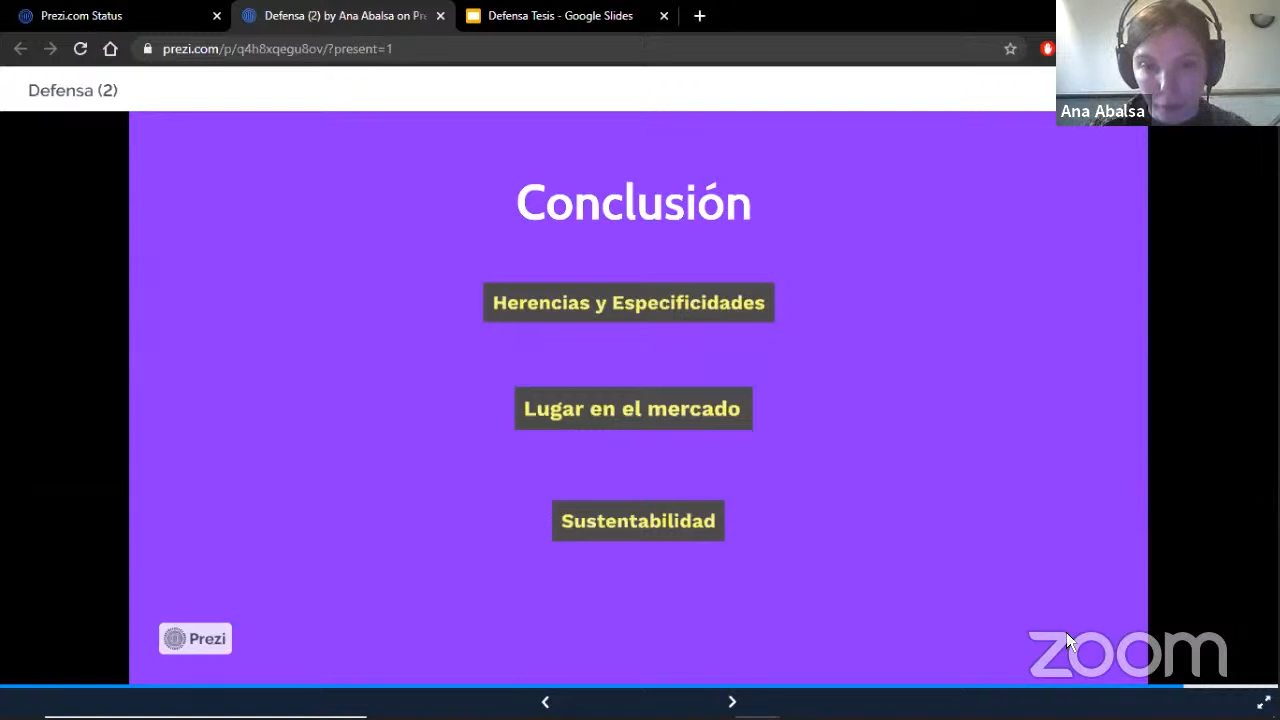 Prezi.com Status
Defensa (2) by Ana Abalsa on Pre
Defensa Tesis - Google Slides
prezi.com/p/q4h8xqegu8ov/?present=1
Defensa (2)
Ana Abalsa
Conclusión
Herencias y Especificidades
Lugar en el mercado
Sustentabilidad
Prezi
zoom